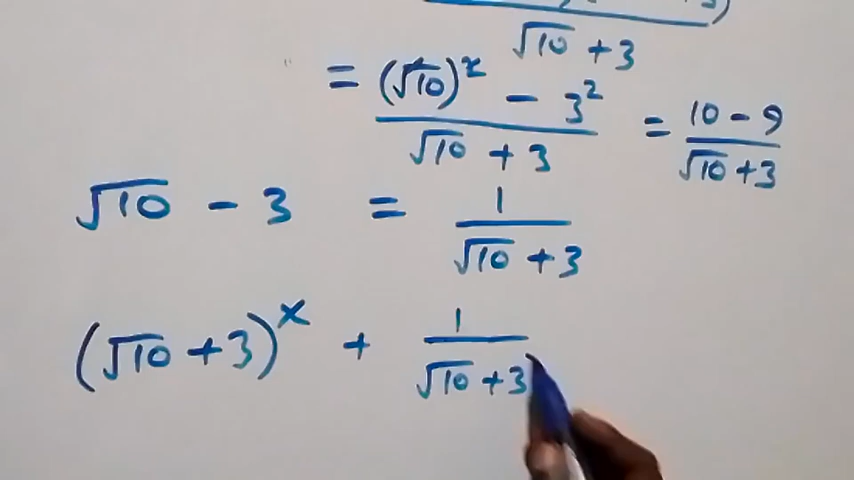 √10 + 3
= (√10)^x - 3^2 / √10 + 3 = 10 - 9 / √10 + 3
√10 - 3 = 1 / √10 + 3
(√10 + 3)^x + 1 / √10 + 3